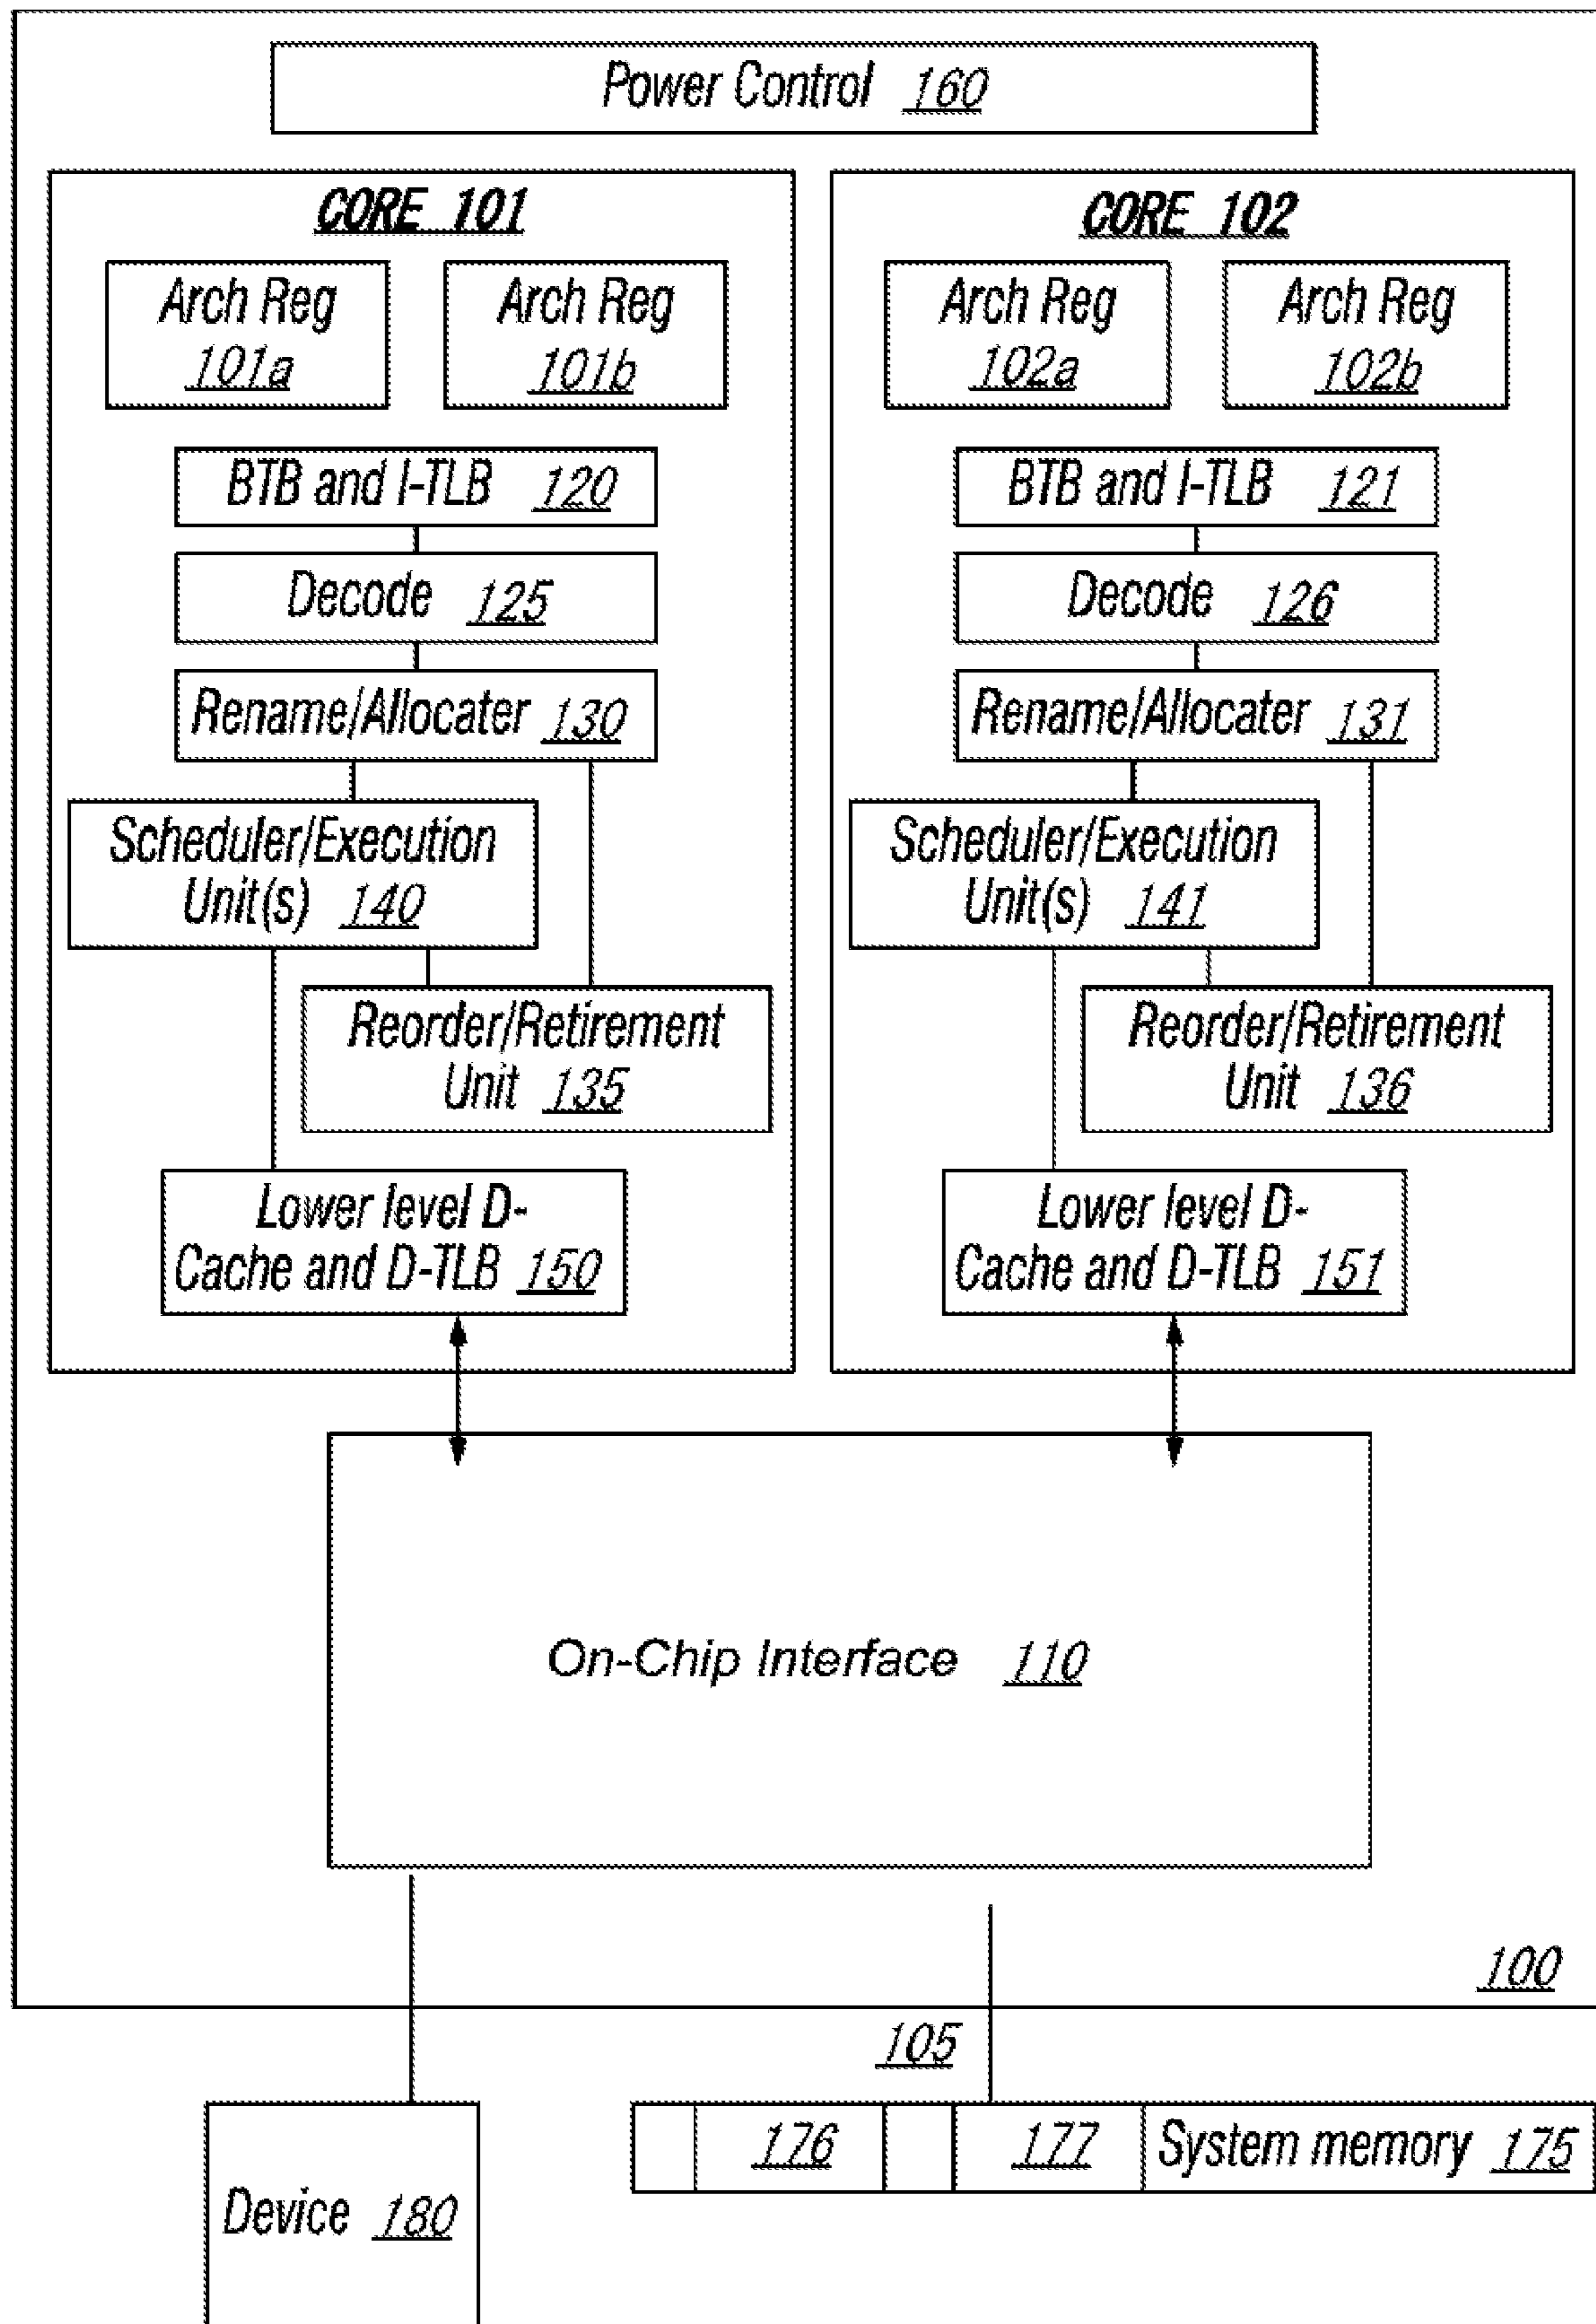 Power Control 160
CORE 101
Arch Reg
101a
Arch Reg
101b
BTB and I-TLB 120
Decode 125
Rename/Allocater 130
Scheduler/Execution
Unit(s) 140
Reorder/Retirement
Unit 135
Lower level D-
Cache and D-TLB 150
CORE 102
Arch Reg
102a
Arch Reg
102b
BTB and I-TLB 121
Decode 126
Rename/Allocater 131
Scheduler/Execution
Unit(s) 141
Reorder/Retirement
Unit 136
Lower level D-
Cache and D-TLB 151
On-Chip Interface 110
100
105
176
177
System memory 175
Device 180